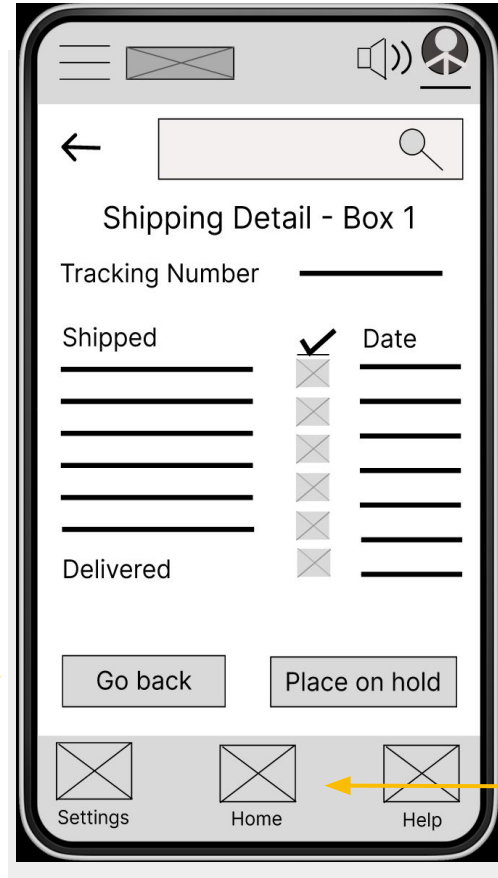 Shipping Detail - Box 1
Tracking Number
Shipped Date
Delivered
Go back Place on hold
Settings Home Help